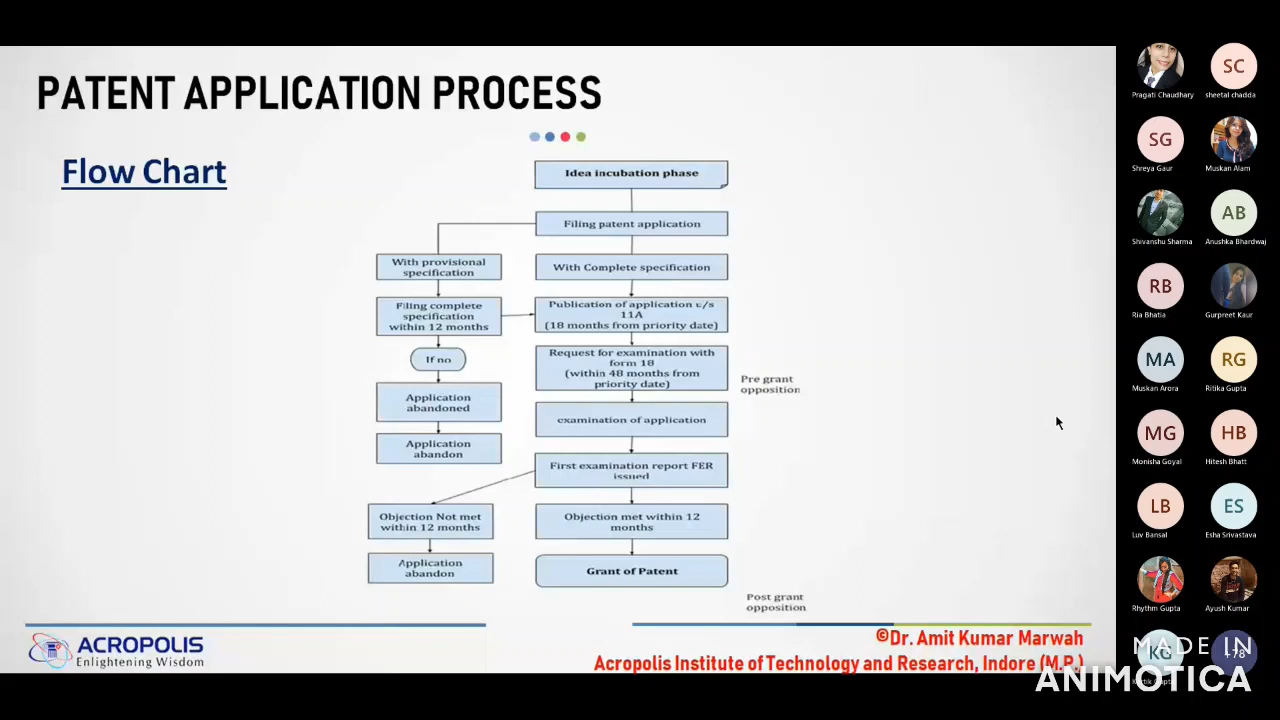 PATENT APPLICATION PROCESS
Flow Chart
Idea incubation phase
Filing patent application
With provisional
specification
With Complete specification
Filing complete
specification
within 12 months
Publication of application u/s
11A
(18 months from priority date)
If no
Request for examination with
form 18
(within 48 months from
priority date)
Pre grant
opposition
Application
abandoned
examination of application
Application
abandon
First examination report FER
issued
Objection Not met
within 12 months
Objection met within 12
months
Application
abandon
Grant of Patent
Post grant
opposition
ACROPOLIS
Enlightening Wisdom
©Dr. Amit Kumar Marwah
Acropolis Institute of Technology and Research, Indore (M.P.)
Pragati Chaudhary
SC
sheetal chadda
SG
Shreya Gaur
Muskan Alam
Shivanshu Sharma
AB
Anushka Bhardwaj
RB
Ria Bhatia
Gurpreet Kaur
MA
Muskan Arora
RG
Ritika Gupta
MG
Monisha Goyal
HB
Hitesh Bhatt
LB
Luv Bansal
ES
Esha Srivastava
Rhythm Gupta
Ayush Kumar
KG
+78
MADE IN
ANIMOTICA